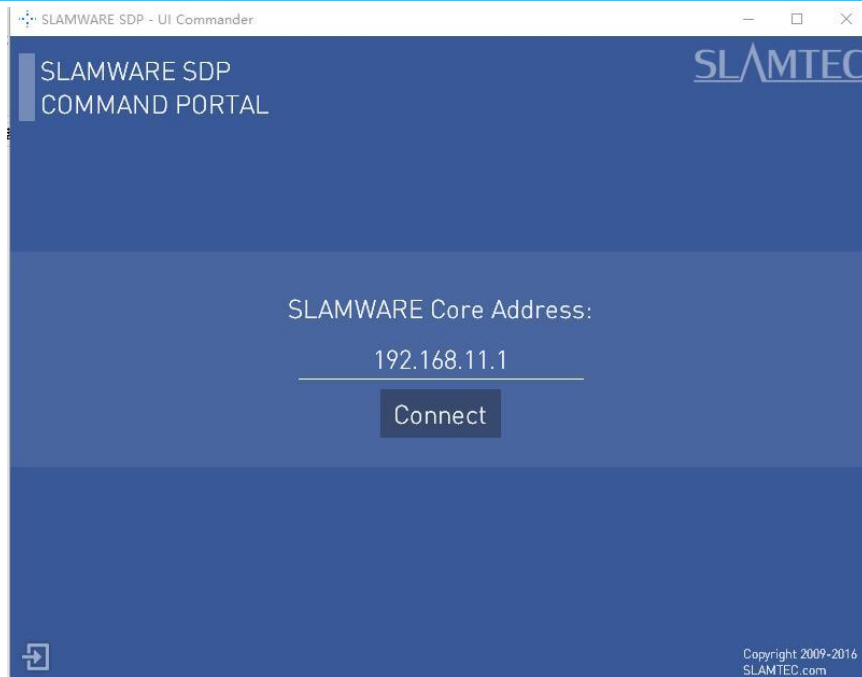 SLAMWARE SDP - UI Commander
SLAMWARE SDP
COMMAND PORTAL
SLAMTEC
SLAMWARE Core Address:
192.168.11.1
Connect
Copyright 2009-2016
SLAMTEC.com